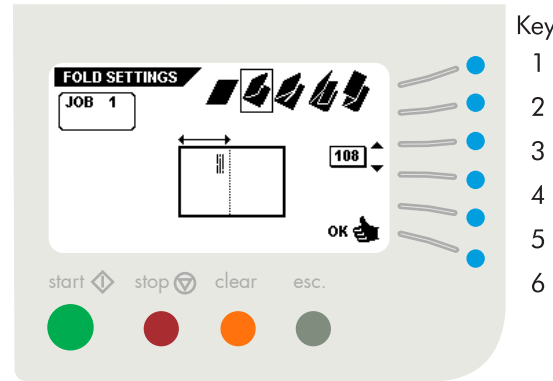 Key
FOLD SETTINGS
JOB 1
108
OK
1
2
3
4
5
6
start stop clear esc.